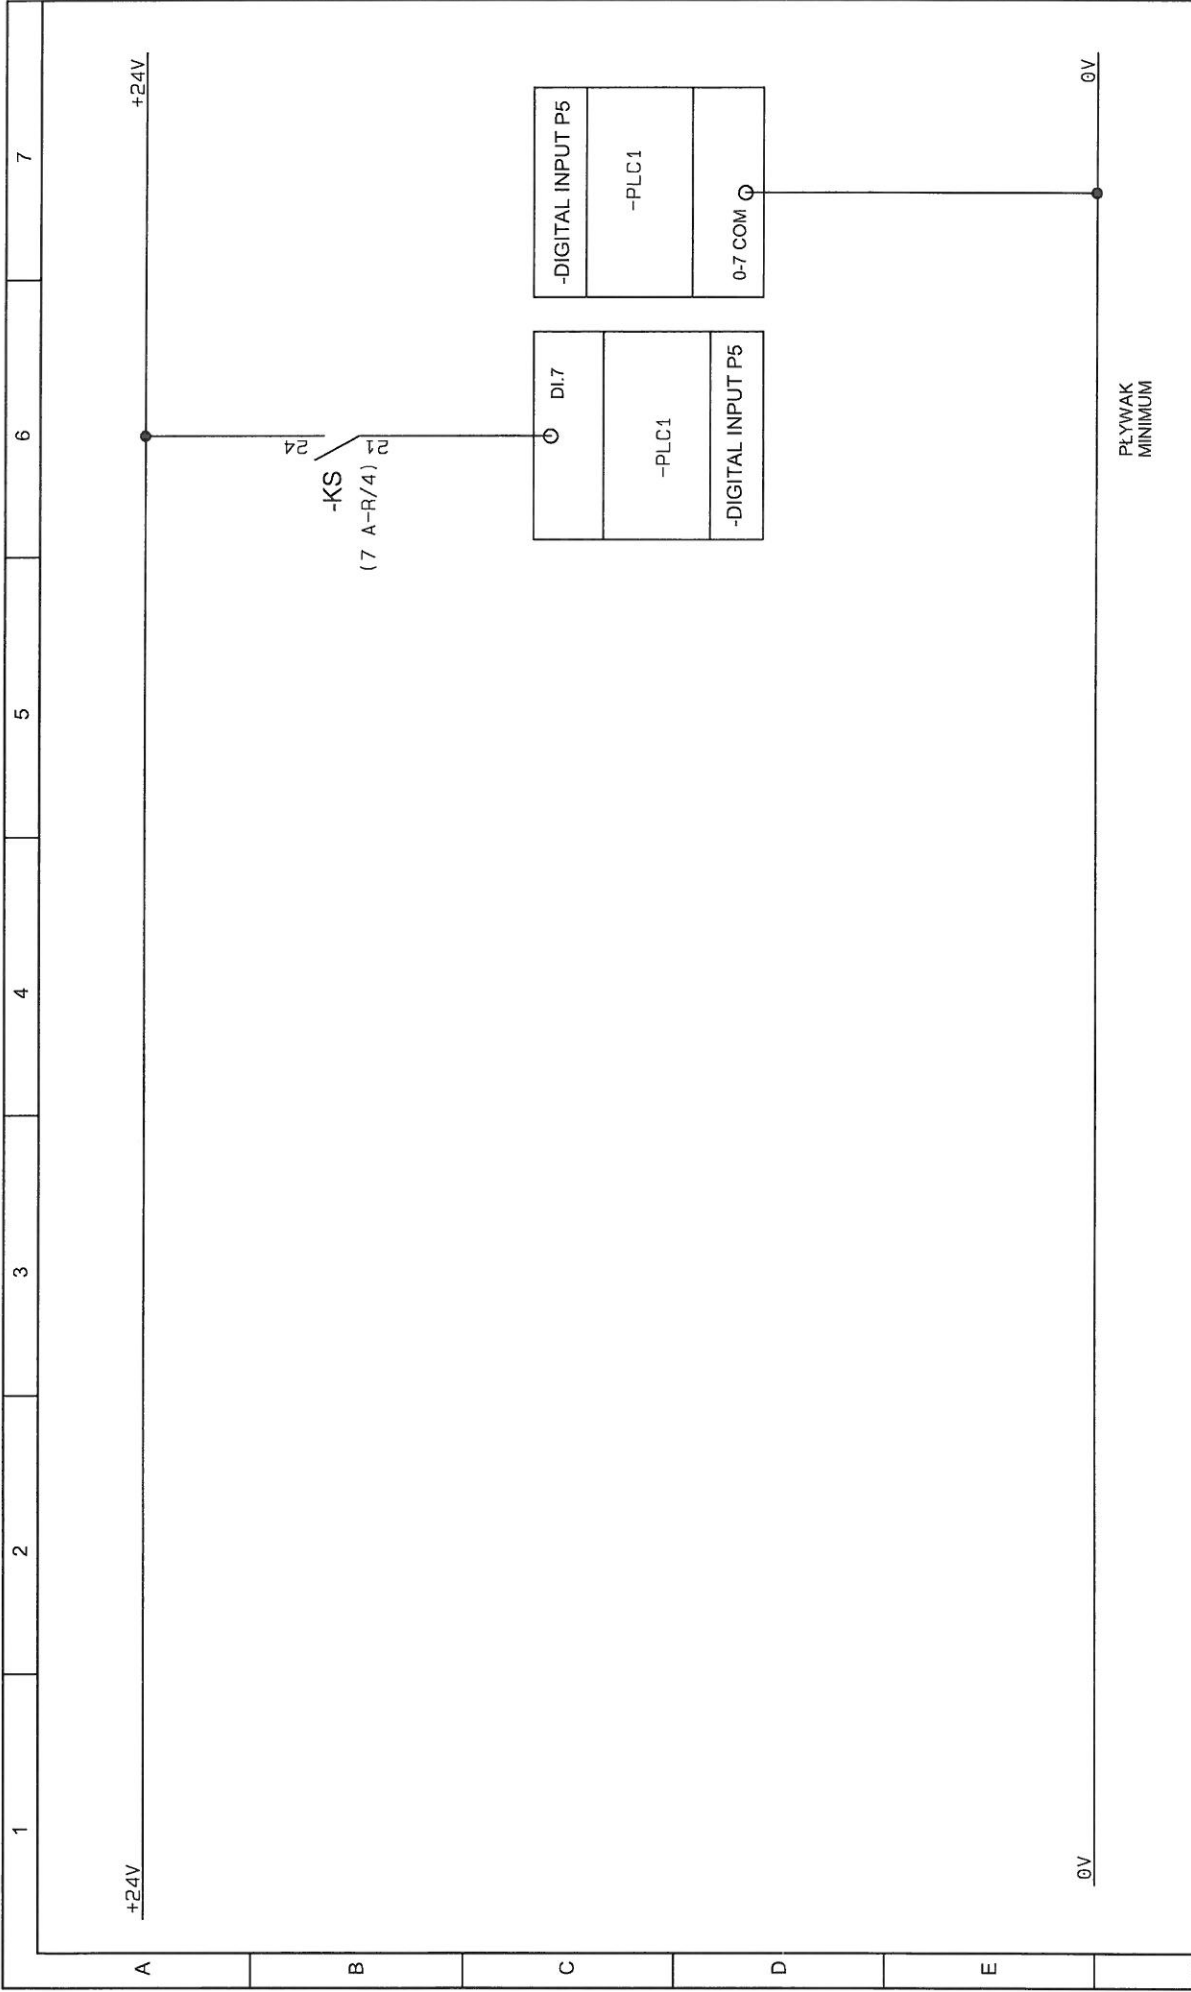 1
2
3
4
5
6
7
A
B
C
D
E
+24V
+24V
24
-KS
21
(7 A-R/4)
DI.7
-PLC1
-DIGITAL INPUT P5
-DIGITAL INPUT P5
-PLC1
0-7 COM
0V
0V
PŁYWAK
MINIMUM